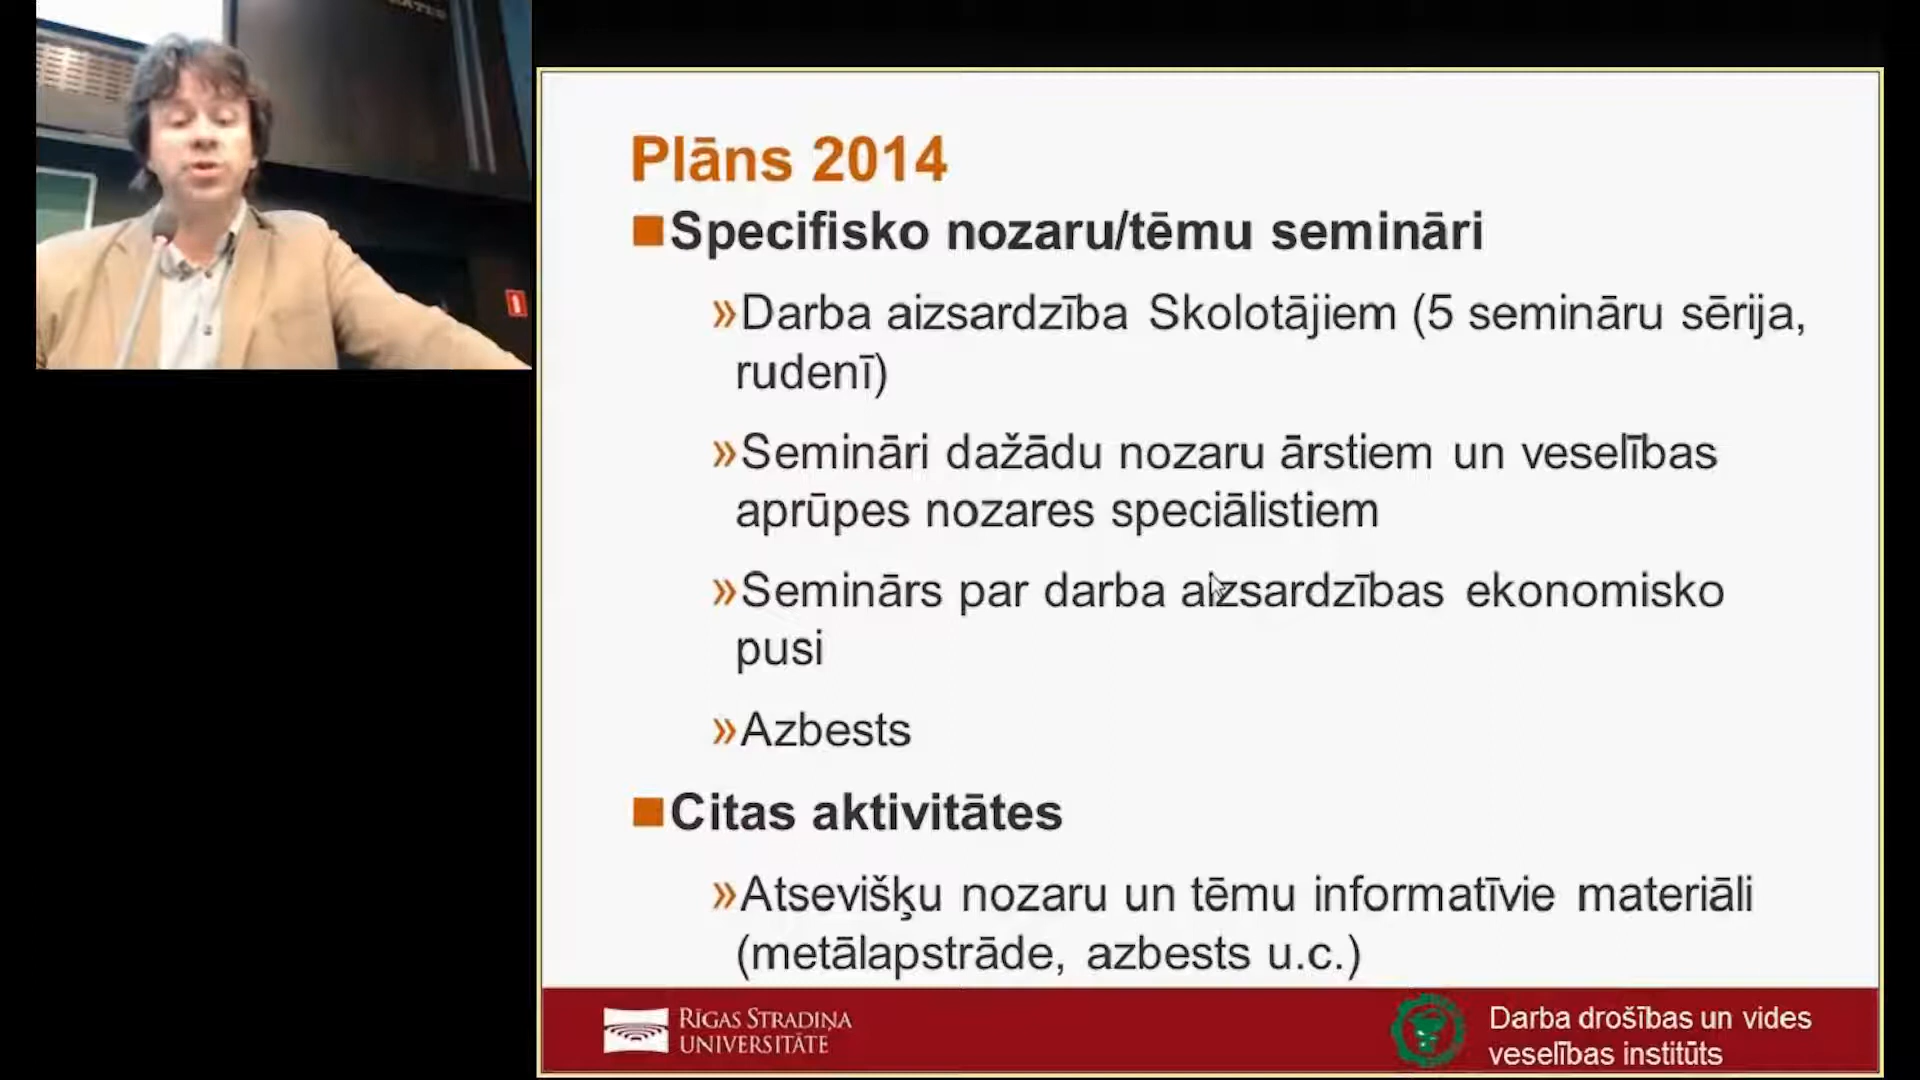 Plāns 2014
Specifisko nozaru/tēmu semināri
»Darba aizsardzība Skolotājiem (5 semināru sērija,
rudenī)
»Semināri dažādu nozaru ārstiem un veselības
aprūpes nozares speciālistiem
»Seminārs par darba aizsardzības ekonomisko
pusi
»Azbests
Citas aktivitātes
»Atsevišķu nozaru un tēmu informatīvie materiāli
(metālapstrāde, azbests u.c.)
RĪGAS STRADIŅA
UNIVERSITĀTE
Darba drošības un vides
veselības institūts